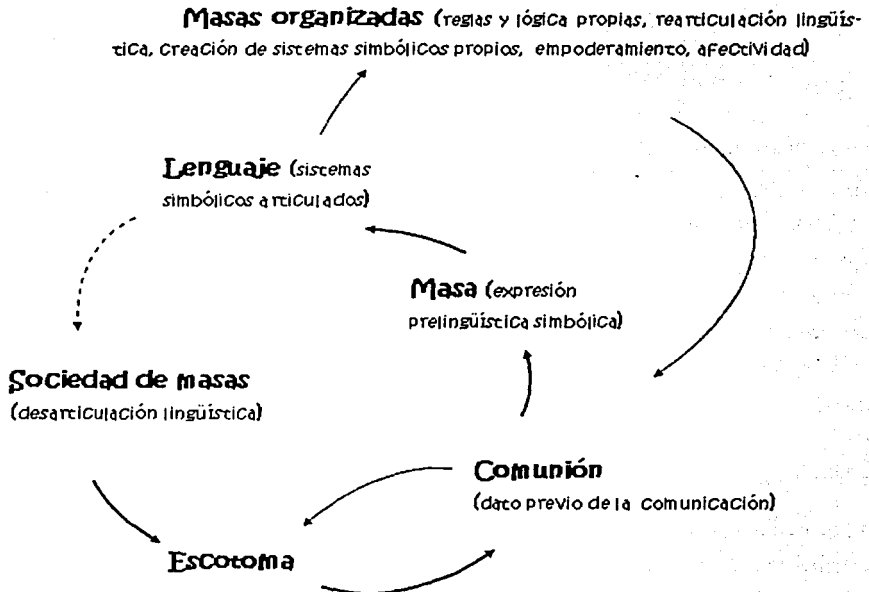 Masas organizadas (reglas y lógica propias, rearticulación lingüís-
tica, creación de sistemas simbólicos propios, empoderamiento, afectividad)
Lenguaje (sistemas
simbólicos articulados)
Masa (expresión
prelingüística simbólica)
Sociedad de masas
(desarticulación lingüística)
Comunión
(dato previo de la comunicación)
Escotoma